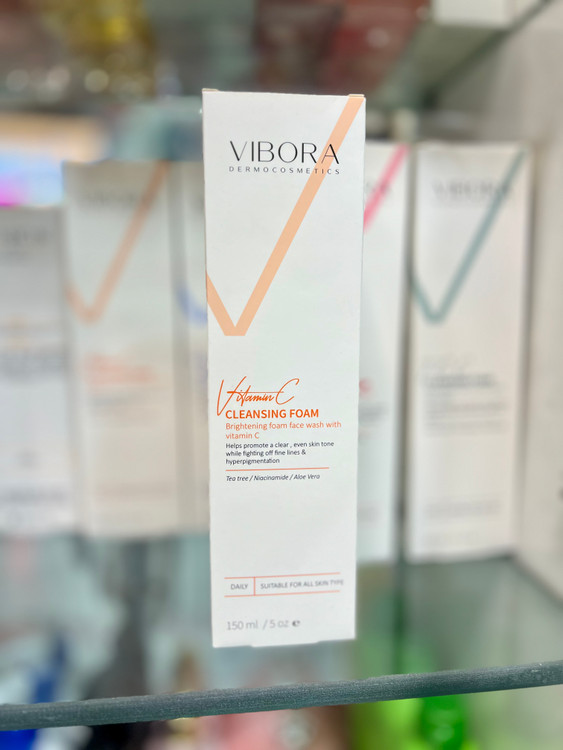 VIBORA
DERMOCOSMETICS
Vitamin C
CLEANSING FOAM
Brightening foam face wash with
vitamin C
Helps promote a clear , even skin tone
while fighting off fine lines &
hyperpigmentation
Tea tree / Niacinamide / Aloe Vera
DAILY
SUITABLE FOR ALL SKIN TYPE
150 ml / 5 oz ℮
VIBORA